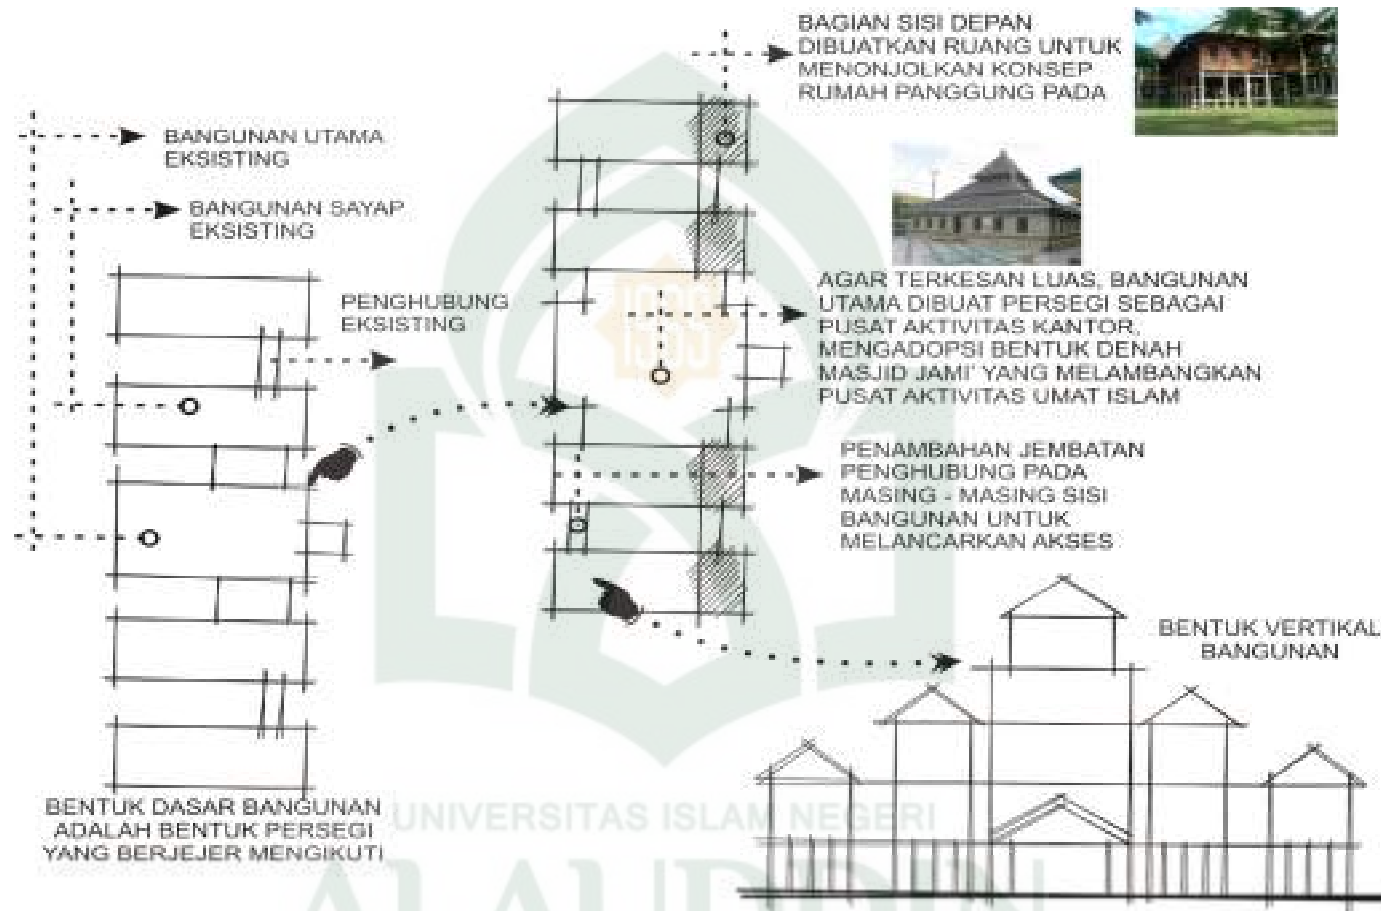 BAGIAN SISI DEPAN
DIBUATKAN RUANG UNTUK
MENONJOLKAN KONSEP
RUMAH PANGGUNG PADA
BANGUNAN UTAMA
EKSISTING
BANGUNAN SAYAP
EKSISTING
PENGHUBUNG
EKSISTING
AGAR TERKESAN LUAS, BANGUNAN
UTAMA DIBUAT PERSEGI SEBAGAI
PUSAT AKTIVITAS KANTOR,
MENGADOPSI BENTUK DENAH
MASJID JAMI' YANG MELAMBANGKAN
PUSAT AKTIVITAS UMAT ISLAM
PENAMBAHAN JEMBATAN
PENGHUBUNG PADA
MASING - MASING SISI
BANGUNAN UNTUK
MELANCARKAN AKSES
BENTUK VERTIKAL
BANGUNAN
BENTUK DASAR BANGUNAN
ADALAH BENTUK PERSEGI
YANG BERJEJER MENGIKUTI
1965
UNIVERSITAS ISLAM NEGERI
ALAUDDIN